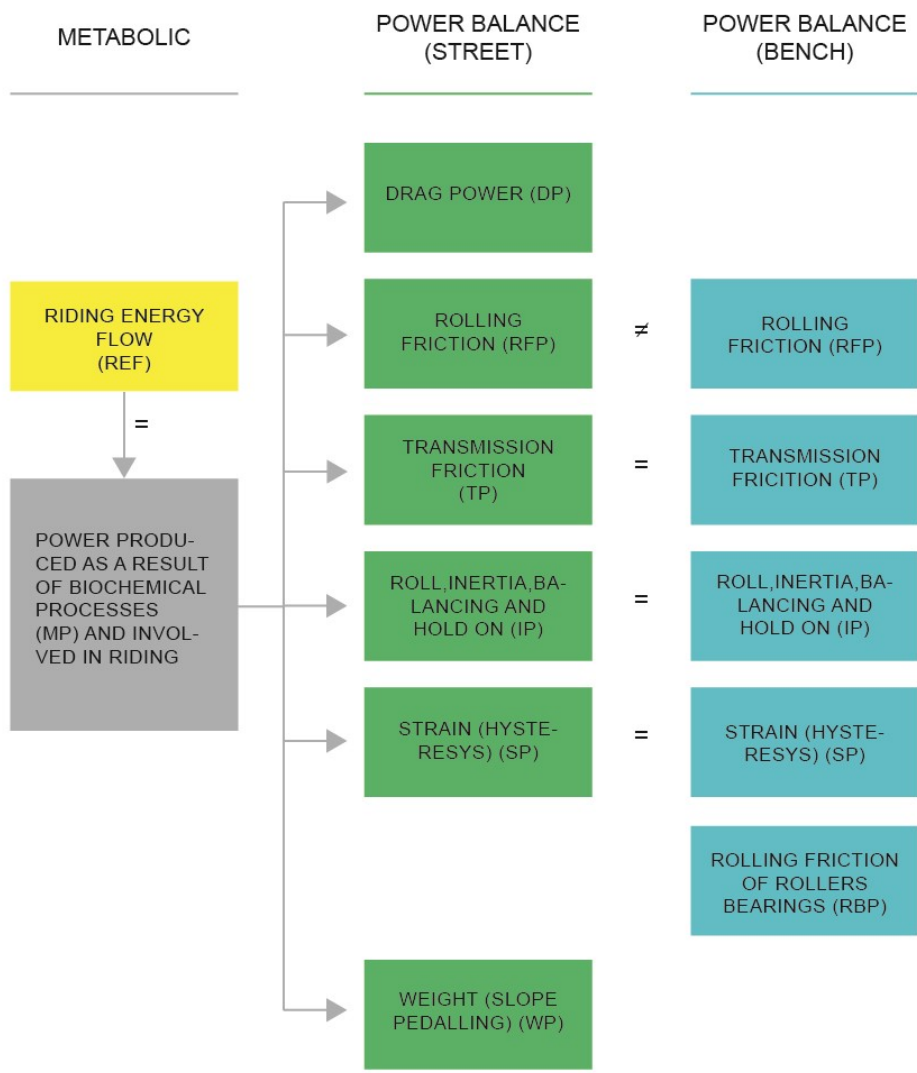 METABOLIC
POWER BALANCE
(STREET)
POWER BALANCE
(BENCH)
DRAG POWER (DP)
RIDING ENERGY
FLOW
(REF)
ROLLING
FRICTION (RFP)
≠
ROLLING
FRICTION (RFP)
=
TRANSMISSION
FRICTION
(TP)
=
TRANSMISSION
FRICITION (TP)
POWER PRODU-
CED AS A RESULT
OF BIOCHEMICAL
PROCESSES
(MP) AND INVOL-
VED IN RIDING
ROLL,INERTIA,BA-
LANCING AND
HOLD ON (IP)
=
ROLL,INERTIA,BA-
LANCING AND
HOLD ON (IP)
STRAIN (HYSTE-
RESYS) (SP)
=
STRAIN (HYSTE-
RESYS) (SP)
ROLLING FRICTION
OF ROLLERS
BEARINGS (RBP)
WEIGHT (SLOPE
PEDALLING) (WP)